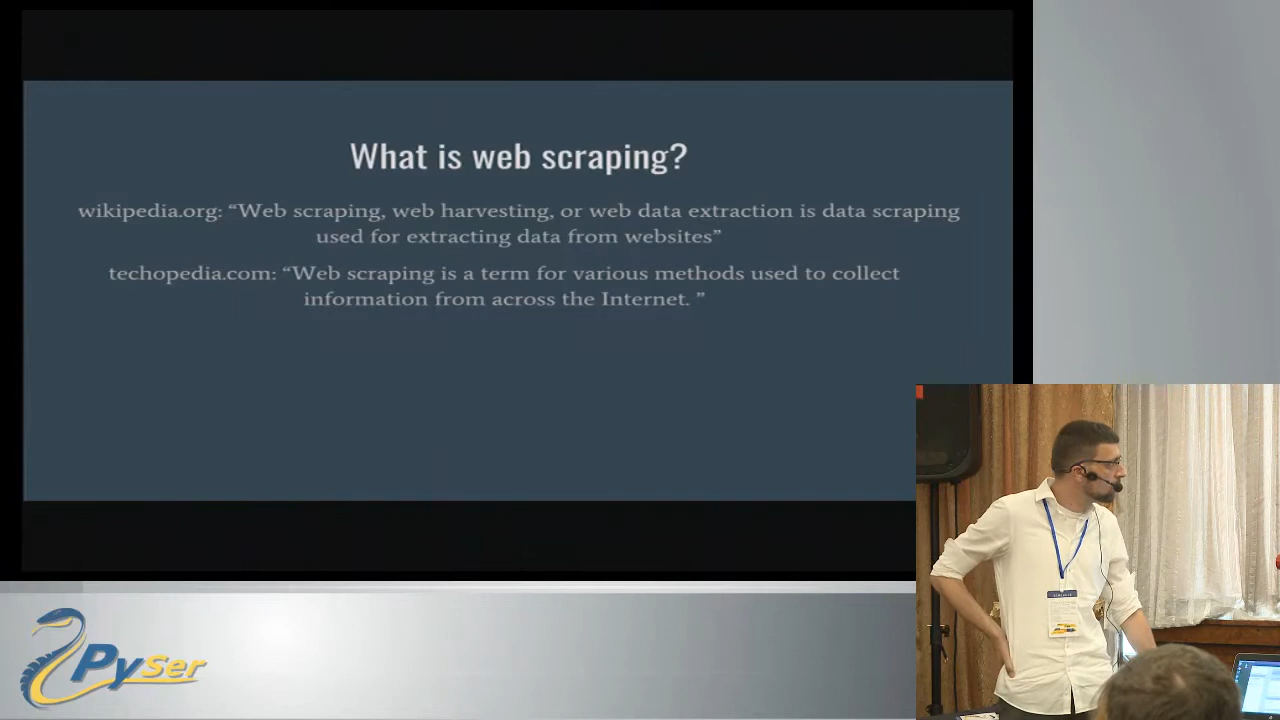 What is web scraping?
wikipedia.org: “Web scraping, web harvesting, or web data extraction is data scraping
used for extracting data from websites”
techopedia.com: “Web scraping is a term for various methods used to collect
information from across the Internet. ”
PySer